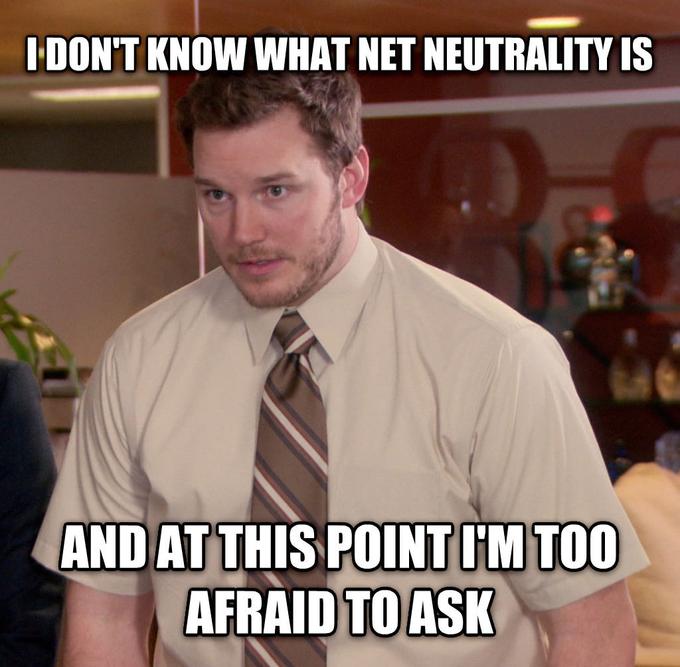 I DON'T KNOW WHAT NET NEUTRALITY IS
AND AT THIS POINT I'M TOO
AFRAID TO ASK